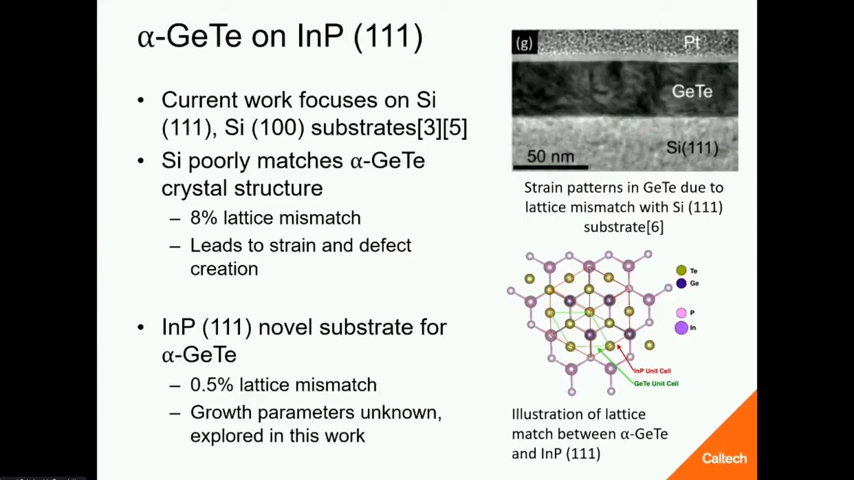 α-GeTe on InP (111)
• Current work focuses on Si
(111), Si (100) substrates[3][5]
• Si poorly matches α-GeTe
crystal structure
– 8% lattice mismatch
– Leads to strain and defect
creation
• InP (111) novel substrate for
α-GeTe
– 0.5% lattice mismatch
– Growth parameters unknown,
explored in this work
(g)
Pt
GeTe
Si(111)
50 nm
Strain patterns in GeTe due to
lattice mismatch with Si (111)
substrate[6]
Te
Ge
P
In
InP Unit Cell
GeTe Unit Cell
Illustration of lattice
match between α-GeTe
and InP (111)
Caltech